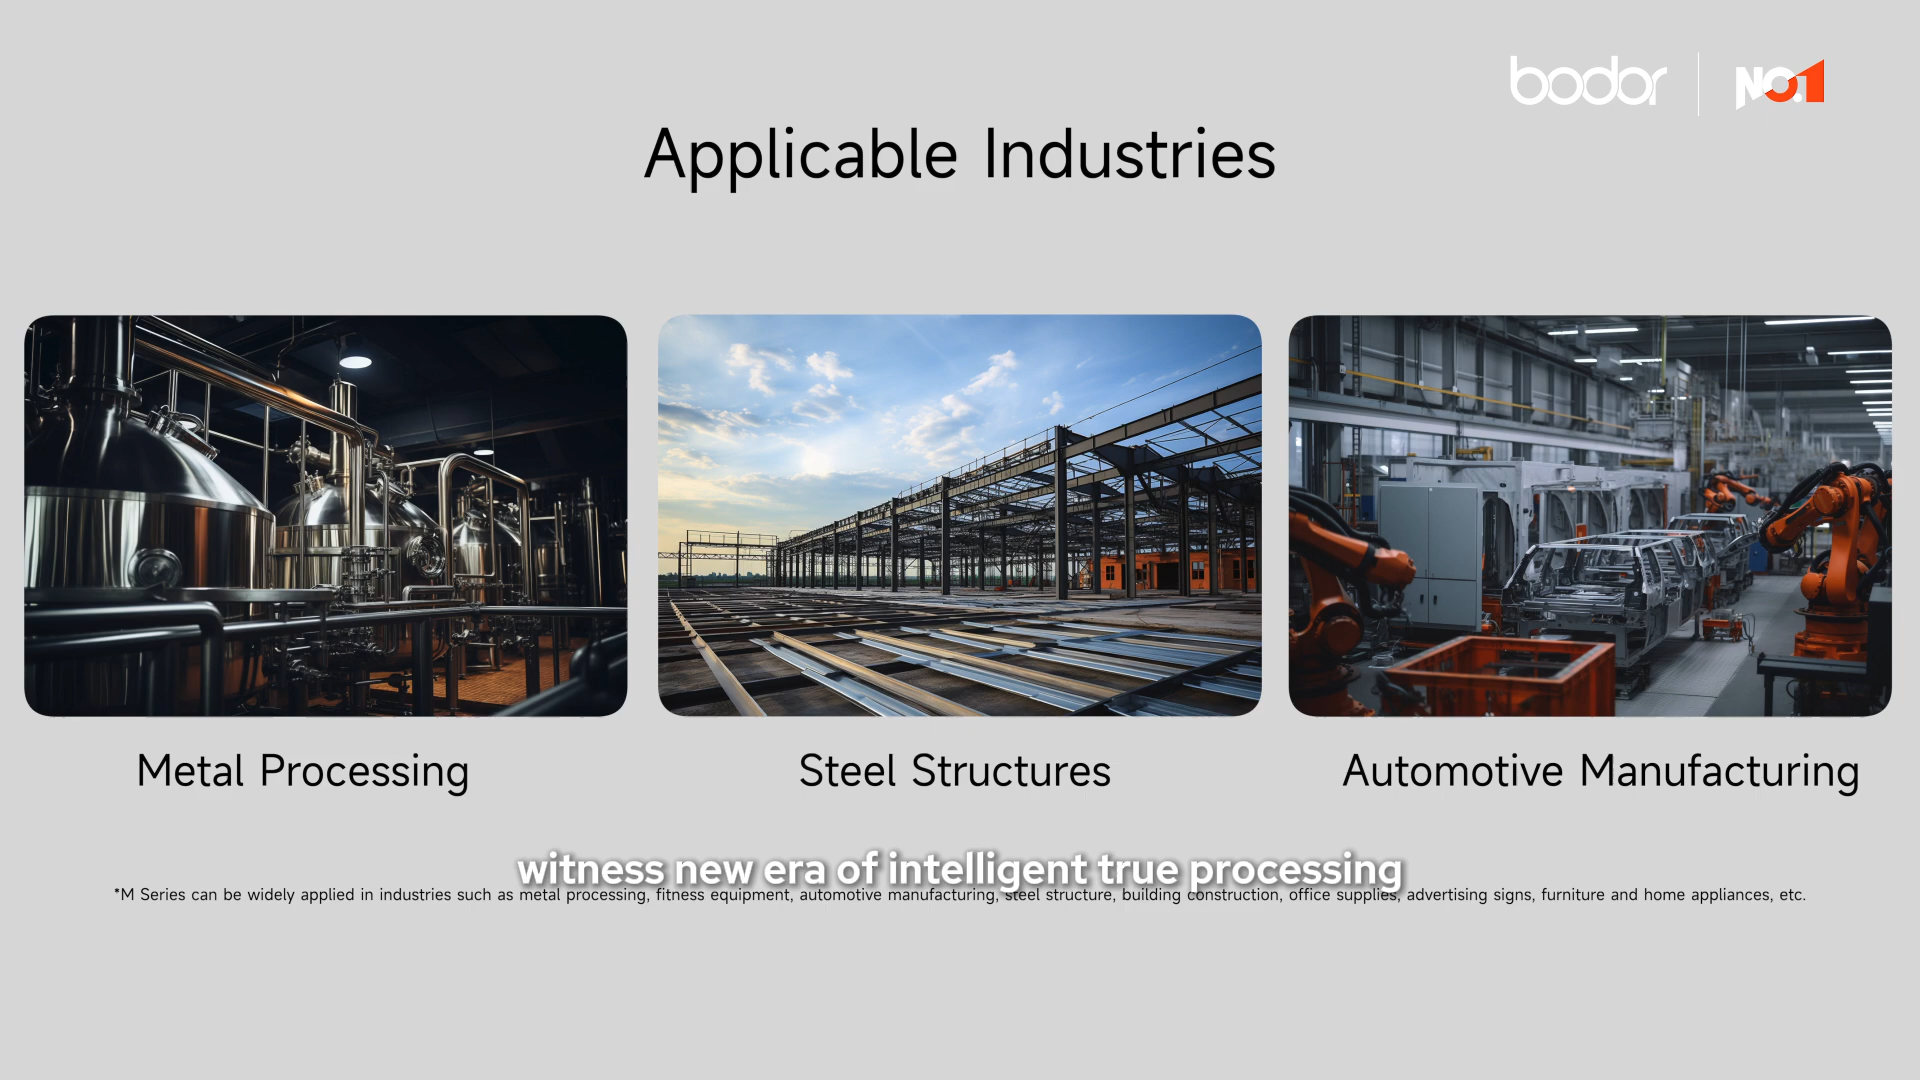 bodor
NO.1
Applicable Industries
Metal Processing
Steel Structures
Automotive Manufacturing
witness new era of intelligent true processing
*M Series can be widely applied in industries such as metal processing, fitness equipment, automotive manufacturing, steel structure, building construction, office supplies, advertising signs, furniture and home appliances, etc.